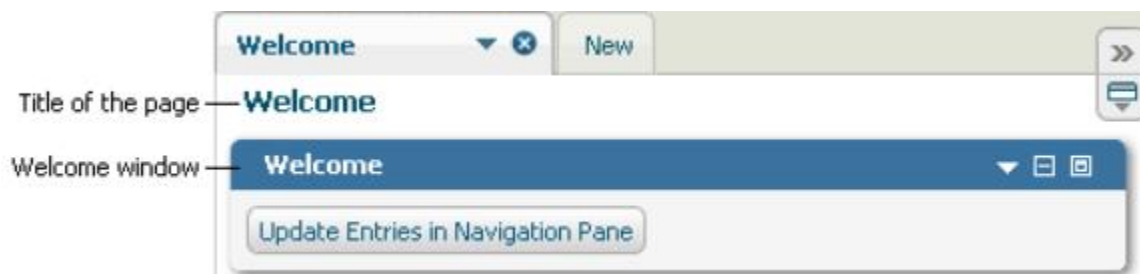 Welcome New
Title of the page Welcome
Welcome window Welcome
Update Entries in Navigation Pane